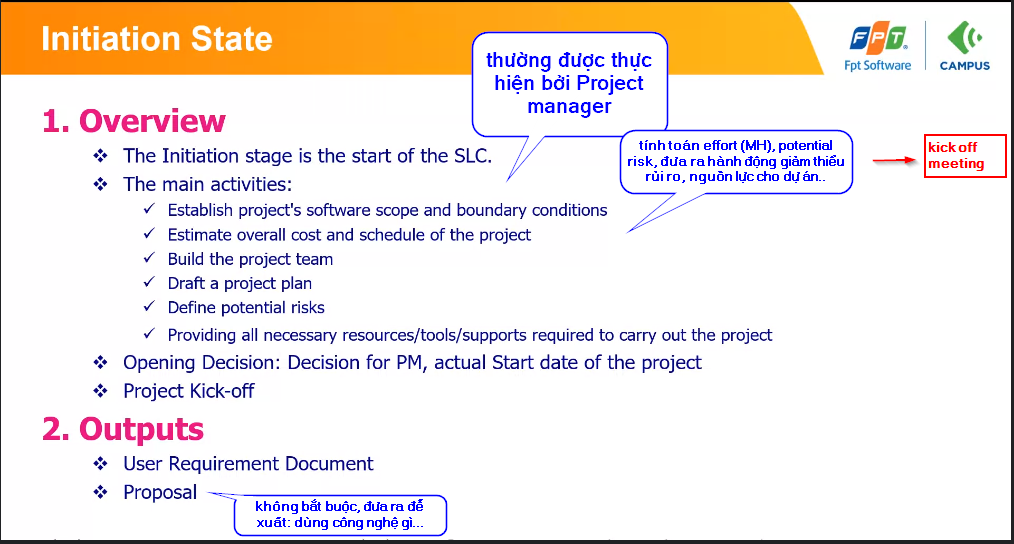 Initiation State
FPT
Fpt Software
CAMPUS
thường được thực
hiện bởi Project
manager
1. Overview
The Initiation stage is the start of the SLC.
tính toán effort (MH), potential
risk, đưa ra hành động giảm thiểu
rủi ro, nguồn lực cho dự án..
kick off
meeting
The main activities:
Establish project's software scope and boundary conditions
Estimate overall cost and schedule of the project
Build the project team
Draft a project plan
Define potential risks
Providing all necessary resources/tools/supports required to carry out the project
Opening Decision: Decision for PM, actual Start date of the project
Project Kick-off
2. Outputs
User Requirement Document
Proposal
không bắt buộc, đưa ra đề
xuất: dùng công nghệ gì...